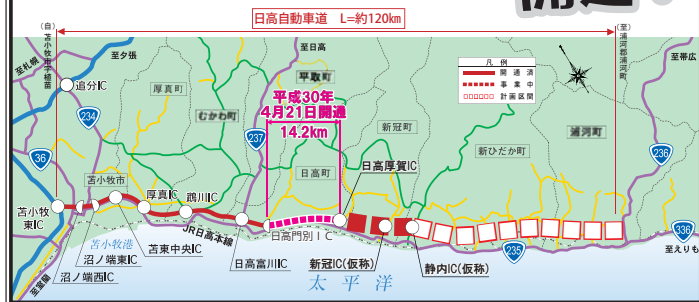 日高自動車道 L=約120km
(自)
苫小牧市字植苗
(至)
浦河郡浦河町
至札幌
至夕張
至日高
至帯広
追分IC
厚真町
むかわ町
平取町
平成30年
4月21日開通
14.2km
凡例
開通済
事業中
計画区間
新冠町
新ひだか町
浦河町
日高町
苫小牧市
234
36
237
236
235
336
苫小牧
東IC
厚真IC
鵡川IC
日高厚賀IC
苫小牧港
沼ノ端東IC
沼ノ端西IC
苫東中央IC
JR日高本線
日高富川IC
日高門別IC
新冠IC(仮称)
静内IC(仮称)
至室蘭
至えりも
太平洋